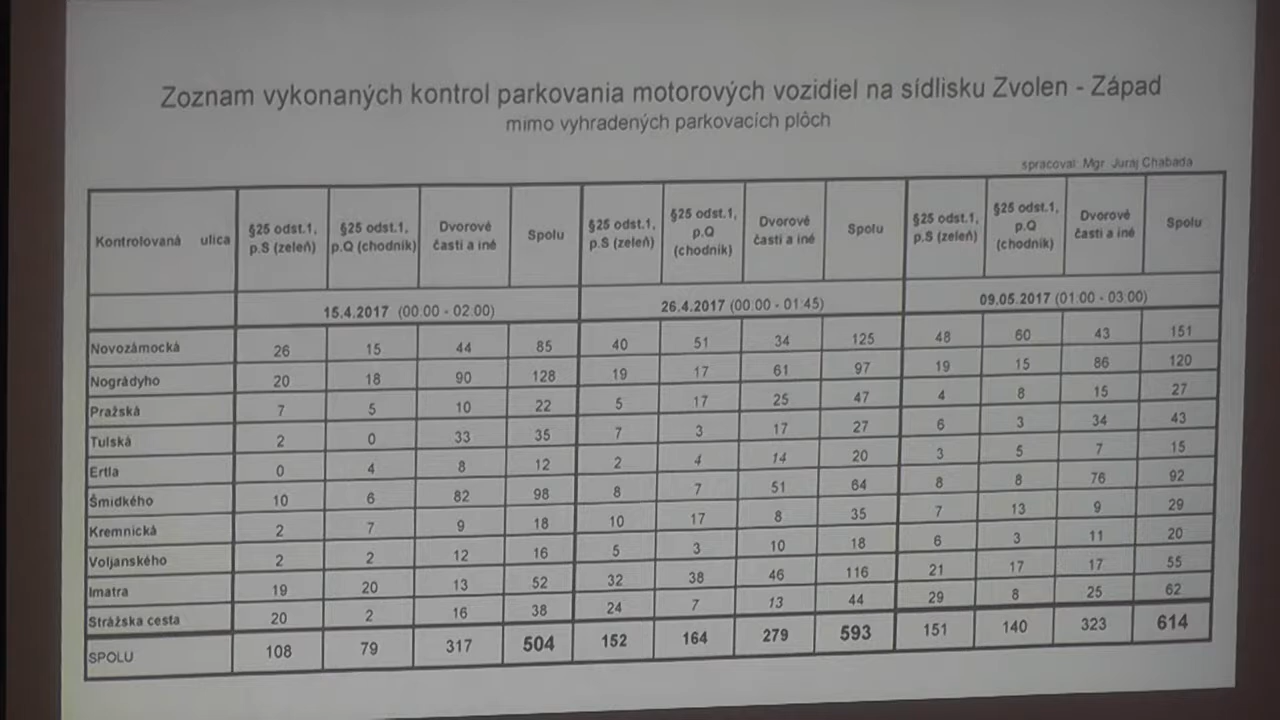 Zoznam vykonaných kontrol parkovania motorových vozidiel na sídlisku Zvolen - Západ
mimo vyhradených parkovacích plôch
spracoval: Mgr. Juraj Chabada
Kontrolovaná ulica §25 odst.1, p.S (zeleň) §25 odst.1, p.Q (chodník) Dvorové časti a iné Spolu §25 odst.1, p.S (zeleň) §25 odst.1, p.Q (chodník) Dvorové časti a iné Spolu §25 odst.1, p.S (zeleň) §25 odst.1, p.Q (chodník) Dvorové časti a iné Spolu
15.4.2017 (00:00 - 02:00) 26.4.2017 (00:00 - 01:45) 09.05.2017 (01:00 - 03:00)
Novozámocká 26 15 44 85 40 51 34 125 48 60 43 151
Nográdyho 20 18 90 128 19 17 61 97 19 15 86 120
Pražská 7 5 10 22 5 17 25 47 4 8 15 27
Tulská 2 0 33 35 7 3 17 27 6 3 34 43
Ertla 0 4 8 12 2 4 14 20 3 5 7 15
Šmidkého 10 6 82 98 8 7 51 64 8 8 76 92
Kremnická 2 7 9 18 10 17 8 35 7 13 9 29
Voljanského 2 2 12 16 5 3 10 18 6 3 11 20
Imatra 19 20 13 52 32 38 46 116 21 17 17 55
Strážska cesta 20 2 16 38 24 7 13 44 29 8 25 62
SPOLU 108 79 317 504 152 164 279 593 151 140 323 614